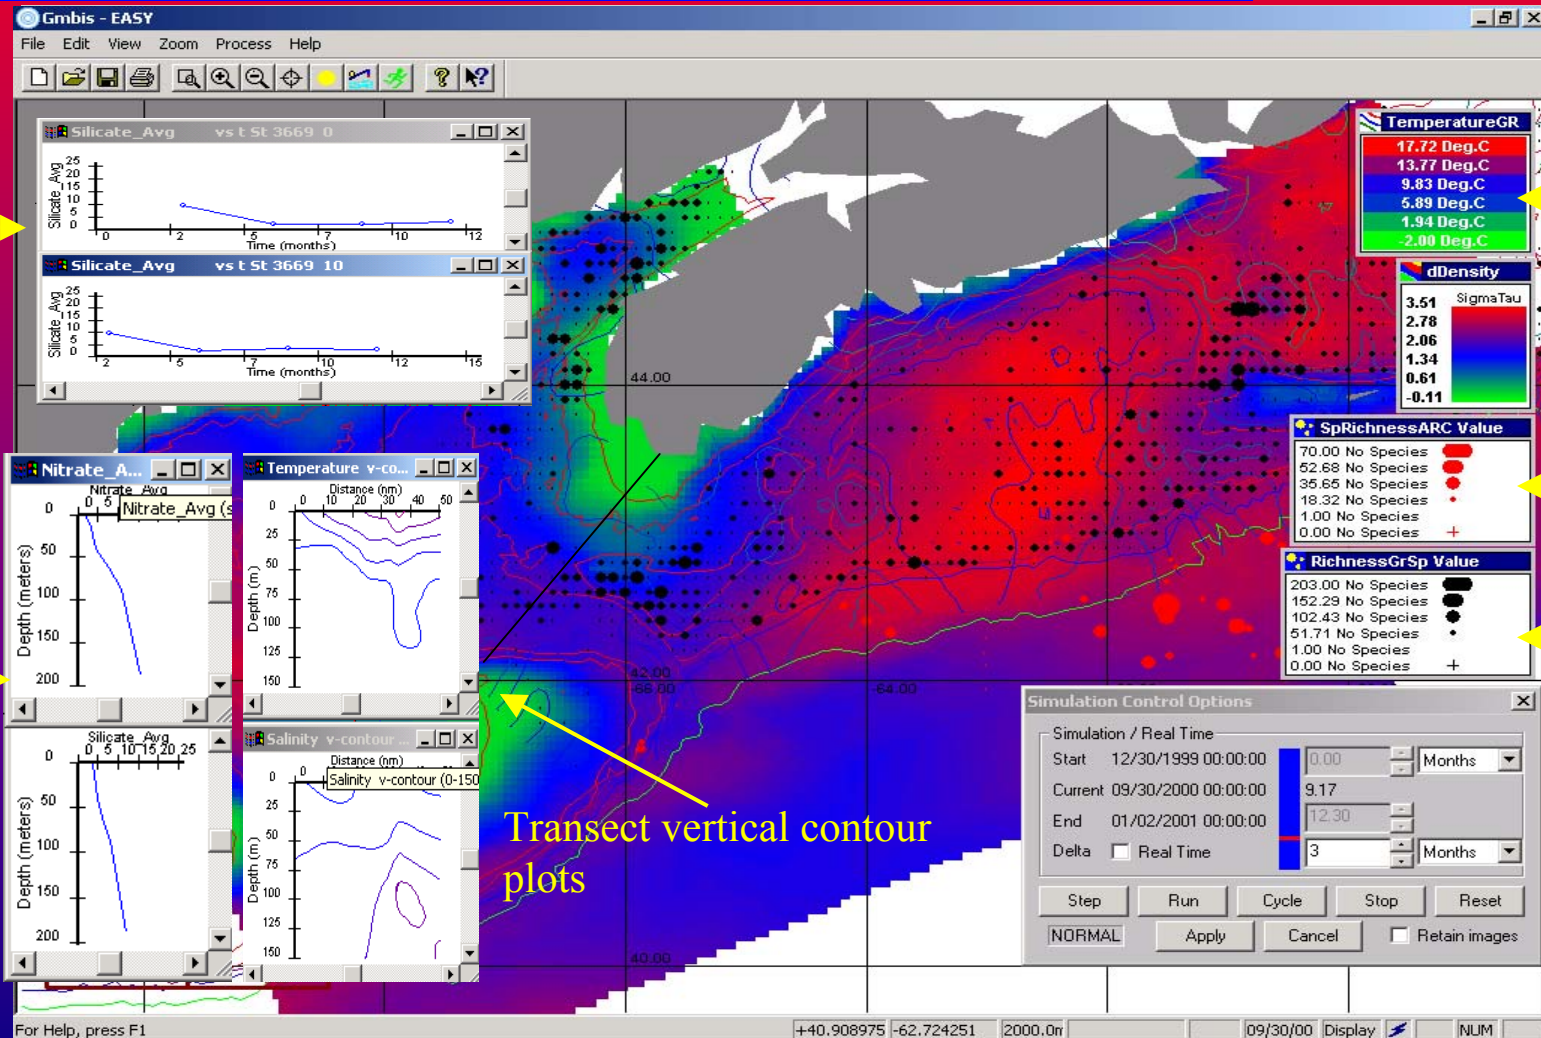 Gmbis - EASY
File Edit View Zoom Process Help
Silicate_Avg vs t St 3669 0
Silicate_Avg
25
20
15
10
5
0
0 2 5 7 10 12
Time (months)
Silicate_Avg vs t St 3669 10
Silicate_Avg
25
20
15
10
5
0
2 5 7 10 12 15
Time (months)
TemperatureGR
17.72 Deg.C
13.77 Deg.C
9.83 Deg.C
5.89 Deg.C
1.94 Deg.C
-2.00 Deg.C
dDensity
3.51 SigmaTau
2.78
2.06
1.34
0.61
-0.11
SpRichnessARC Value
70.00 No Species
52.68 No Species
35.65 No Species
18.32 No Species
1.00 No Species
0.00 No Species
RichnessGrSp Value
203.00 No Species
152.29 No Species
102.43 No Species
51.71 No Species
1.00 No Species
0.00 No Species
44.00
42.00
-66.00
-64.00
40.00
Nitrate_A...
Nitrate_Avg
0 5
Nitrate_Avg (s
Depth (meters)
0
50
100
150
200
Temperature v-co...
Distance (nm)
0 10 20 30 40 50
Depth (m)
0
25
50
75
100
125
150
Silicate_Avg
0 5 10 15 20 25
Depth (meters)
0
50
100
150
200
Salinity v-contour ...
Distance (nm)
0
Salinity v-contour (0-150
Depth (m)
0
25
50
75
100
125
150
Transect vertical contour
plots
Simulation Control Options
Simulation / Real Time
Start 12/30/1999 00:00:00 0.00 Months
Current 09/30/2000 00:00:00 9.17
End 01/02/2001 00:00:00 12.30
Delta Real Time 3 Months
Step Run Cycle Stop Reset
NORMAL Apply Cancel Retain images
For Help, press F1 +40.908975 -62.724251 2000.0m 09/30/00 Display NUM